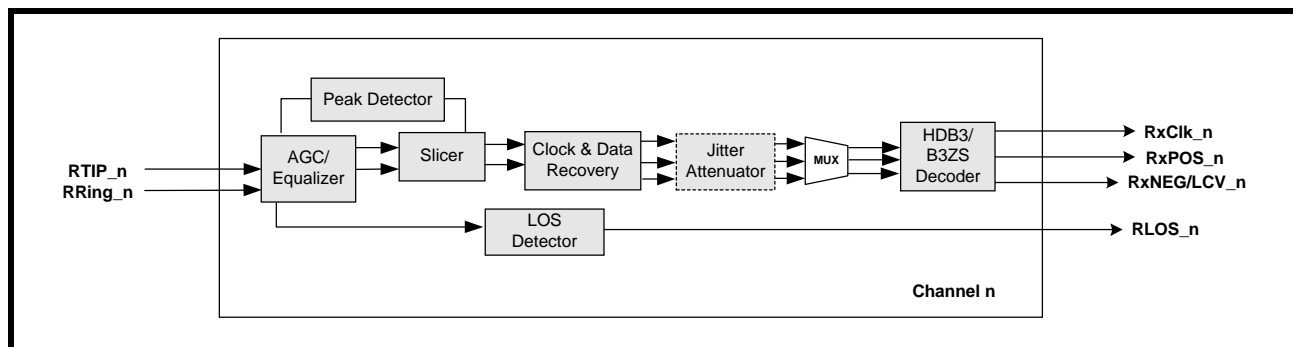 Peak Detector
AGC/
Equalizer
Slicer
Clock & Data
Recovery
Jitter
Attenuator
MUX
HDB3/
B3ZS
Decoder
RTIP_n
RRing_n
RxClk_n
RxPOS_n
RxNEG/LCV_n
LOS
Detector
RLOS_n
Channel n